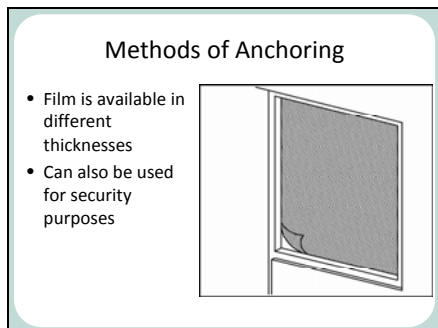 Methods of Anchoring
• Film is available in
different
thicknesses
• Can also be used
for security
purposes